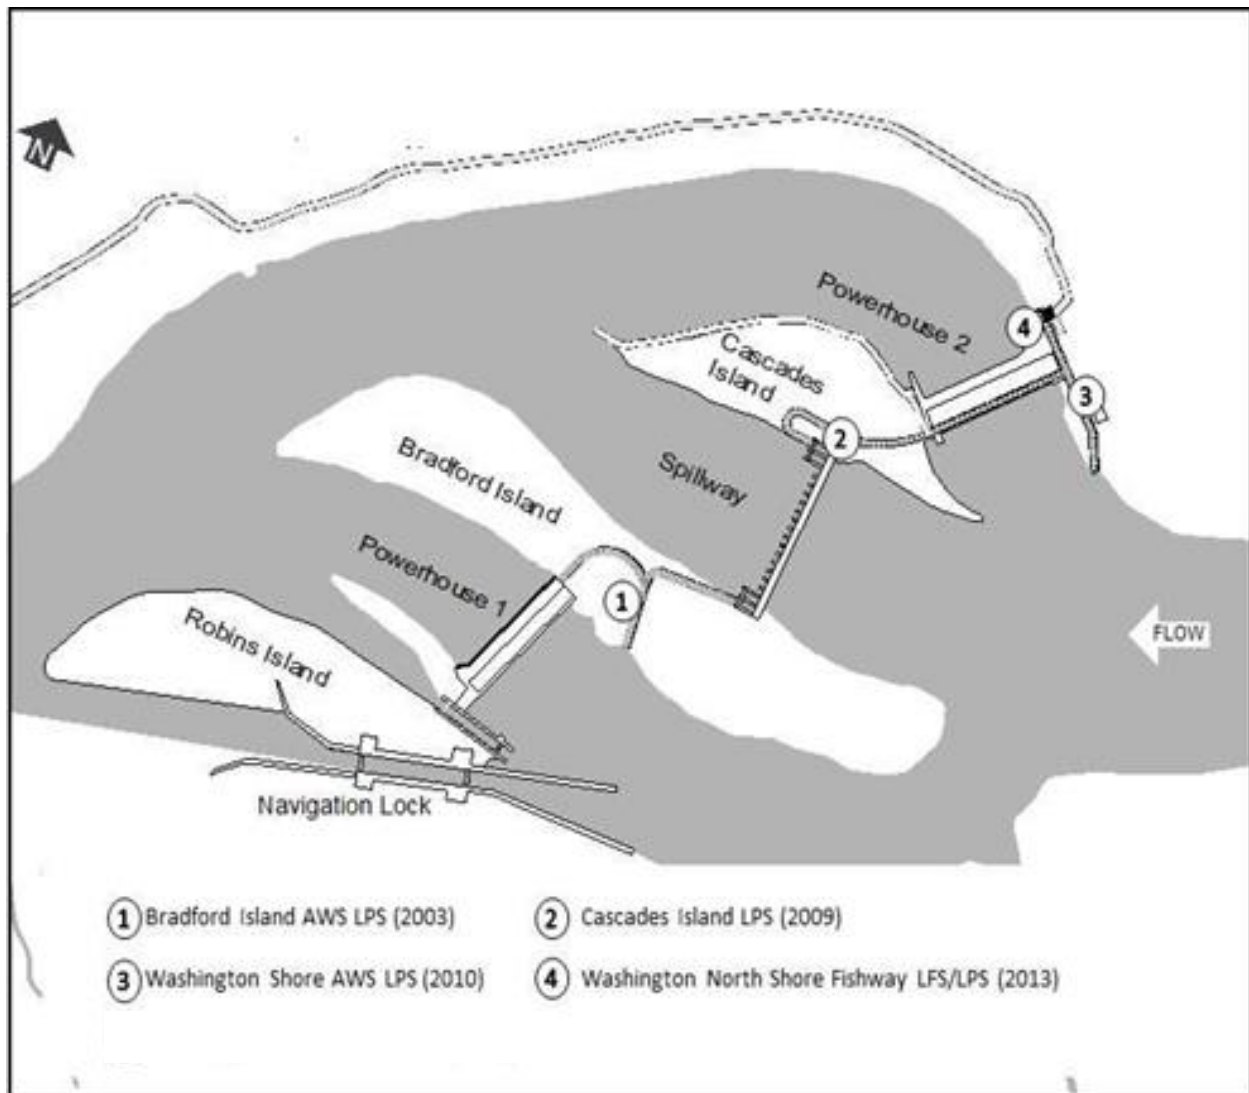 N
Powerhouse 2
4
Cascades
Island
3
2
Bradford Island
Spillway
Powerhouse 1
1
FLOW
Robins Island
Navigation Lock
1 Bradford Island AWS LPS (2003)
2 Cascades Island LPS (2009)
3 Washington Shore AWS LPS (2010)
4 Washington North Shore Fishway LFS/LPS (2013)